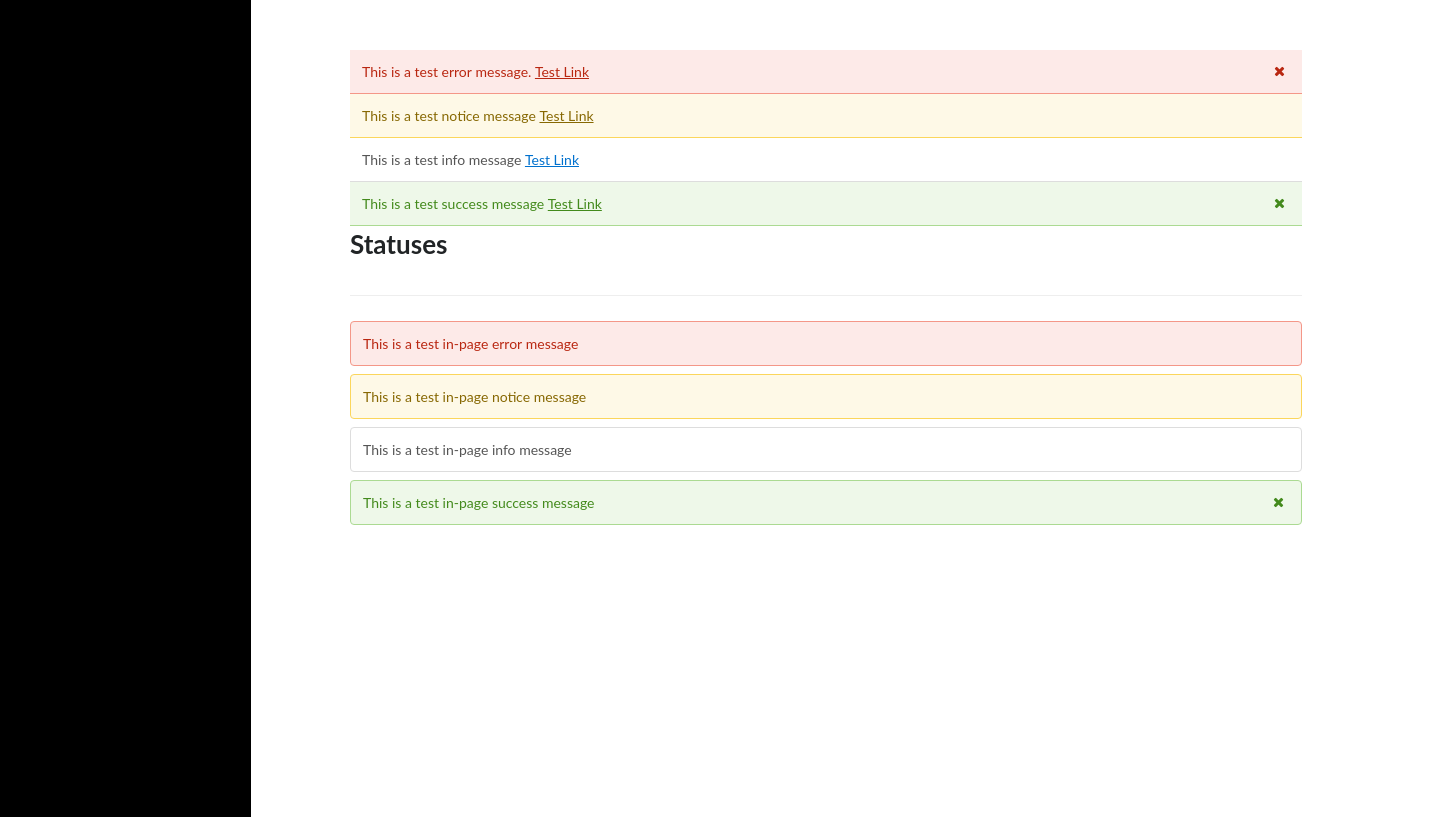 This is a test error message. Test Link
This is a test notice message Test Link
This is a test info message Test Link
This is a test success message Test Link
Statuses
This is a test in-page error message
This is a test in-page notice message
This is a test in-page info message
This is a test in-page success message